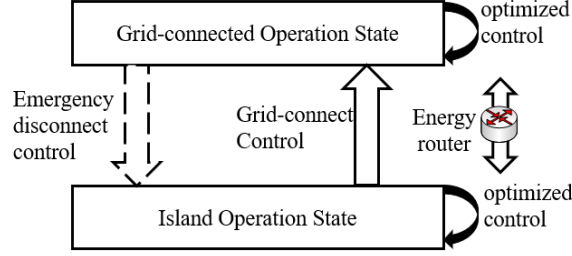 Grid-connected Operation State
optimized
control
Emergency
disconnect
control
Grid-connect
Control
Energy
router
Island Operation State
optimized
control